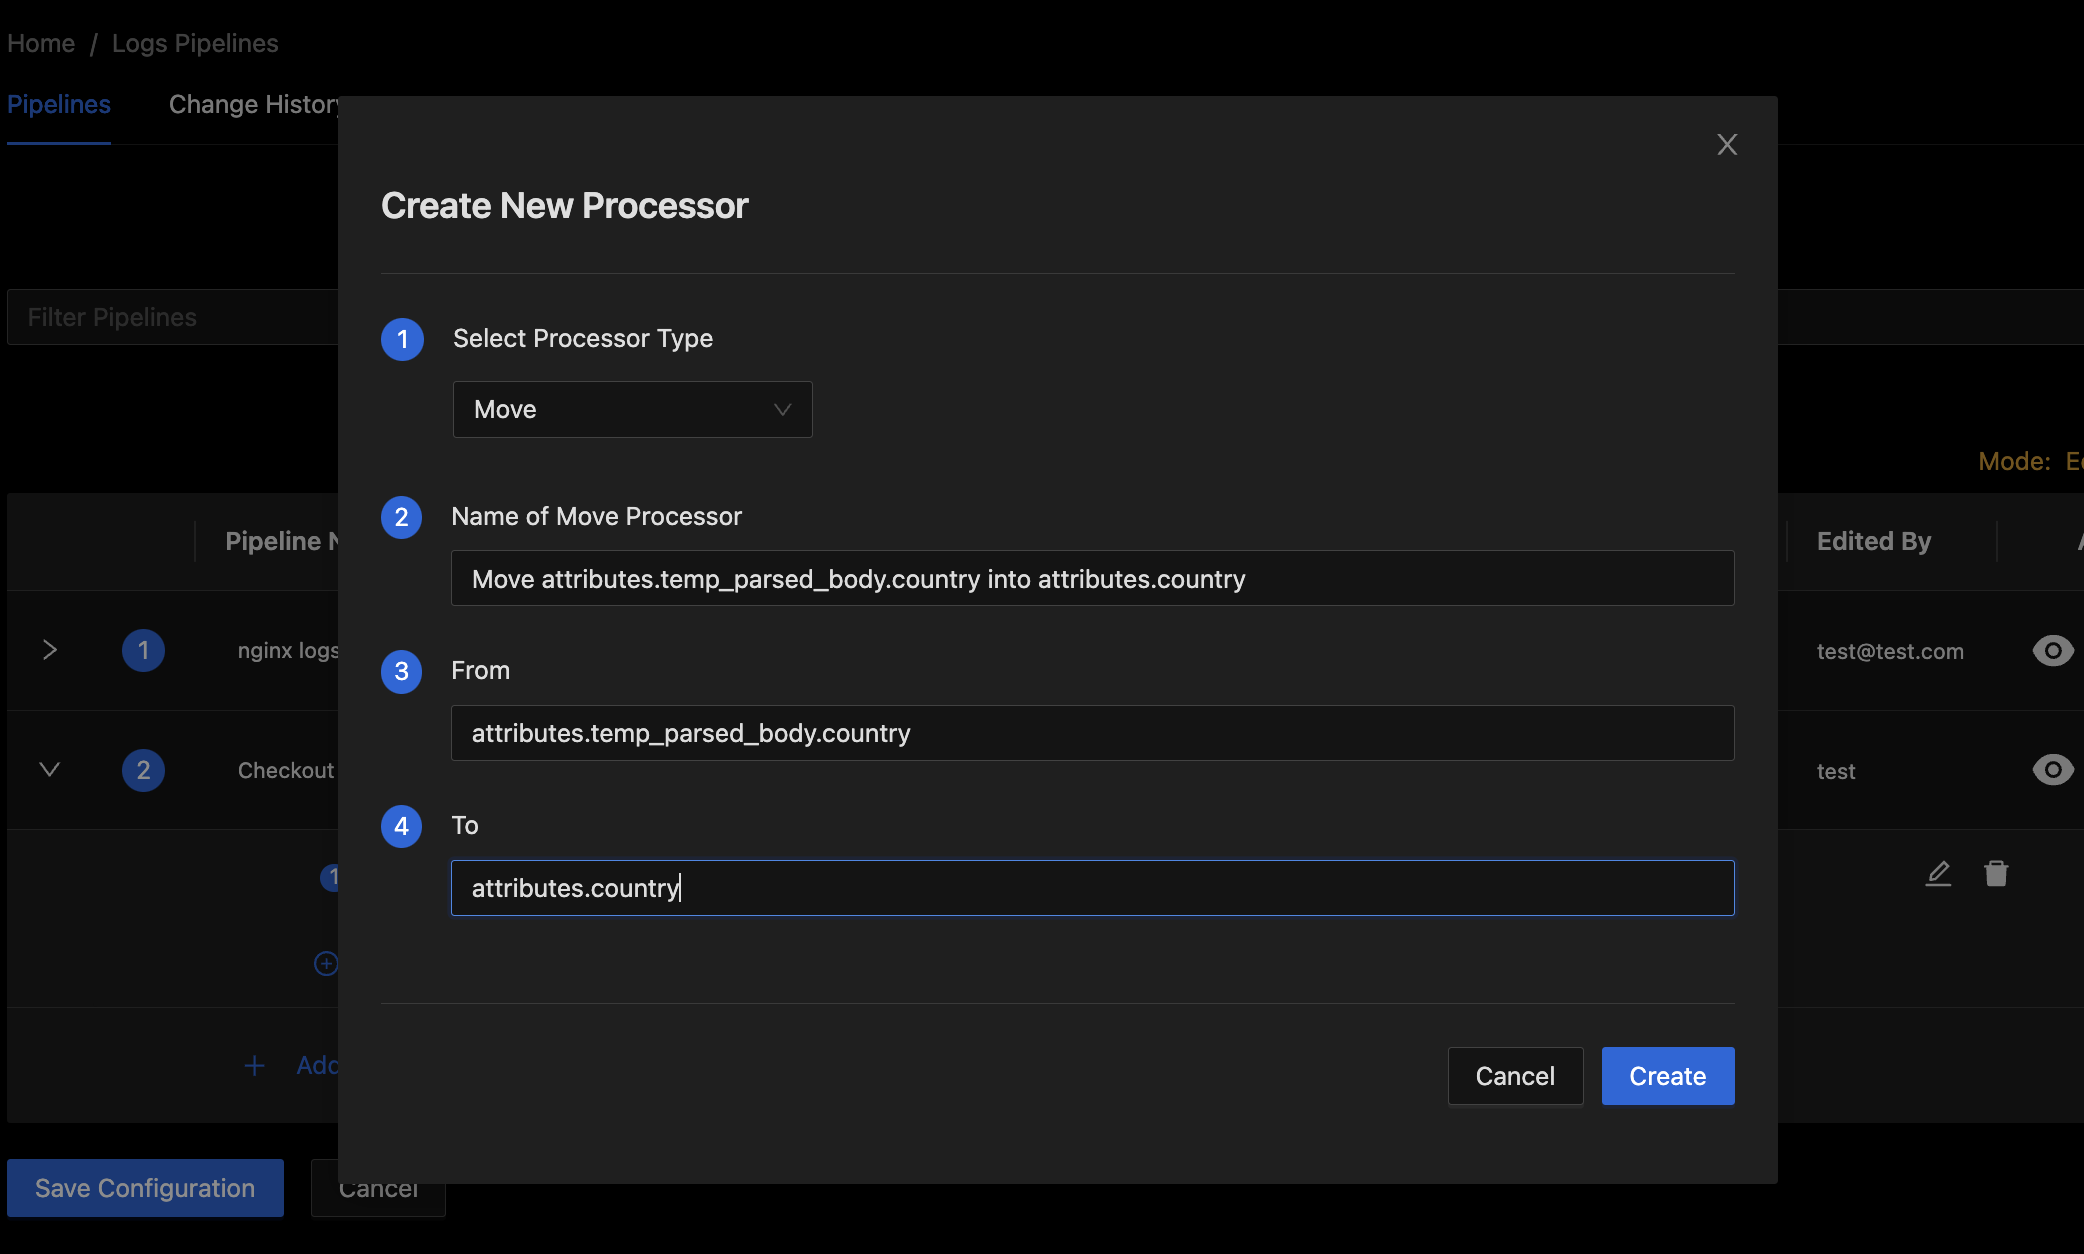 Home / Logs Pipelines
Pipelines Change History
Create New Processor
Filter Pipelines
1 Select Processor Type
Move
Mode:
2 Name of Move Processor
Pipeline
Edited By
Move attributes.temp_parsed_body.country into attributes.country
1 nginx logs
test@test.com
3 From
attributes.temp_parsed_body.country
2 Checkout
test
4 To
1
attributes.country
Add
Cancel Create
Save Configuration Cancel